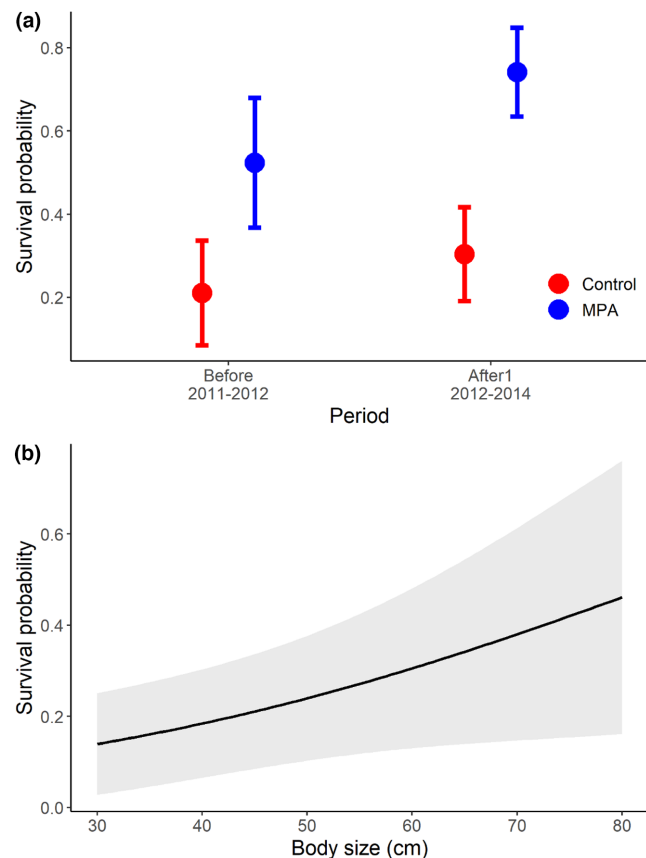 (a)
Survival probability
0.8
0.6
0.4
0.2
Control
MPA
Before
2011-2012
After1
2012-2014
Period
(b)
Survival probability
0.6
0.4
0.2
0.0
30 40 50 60 70 80
Body size (cm)